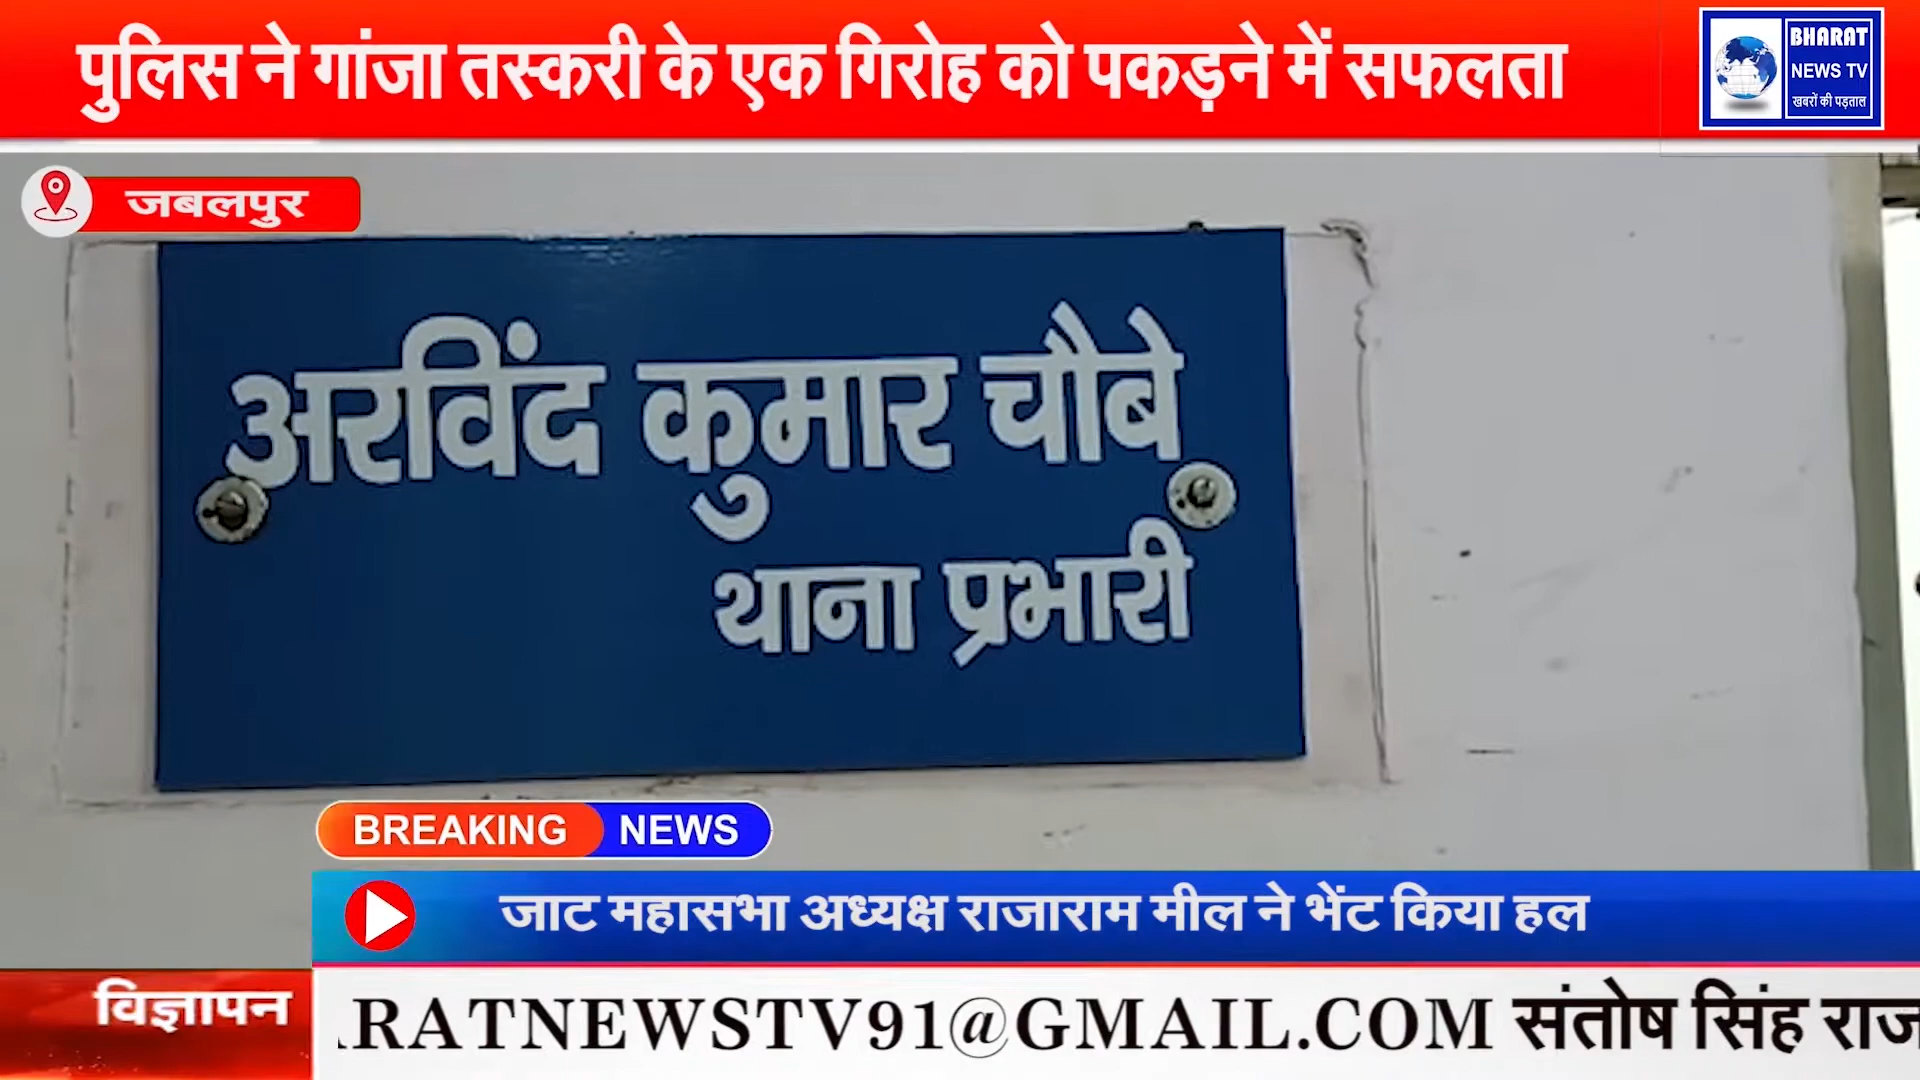 पुलिस ने गांजा तस्करी के एक गिरोह को पकड़ने में सफलता
BHARAT
NEWS TV
खबरों की पड़ताल
जबलपुर
अरविंद कुमार चौबे
थाना प्रभारी
BREAKING NEWS
जाट महासभा अध्यक्ष राजाराम मील ने भेंट किया हल
विज्ञापन
RATNEWSTV91@GMAIL.COM संतोष सिंह राज